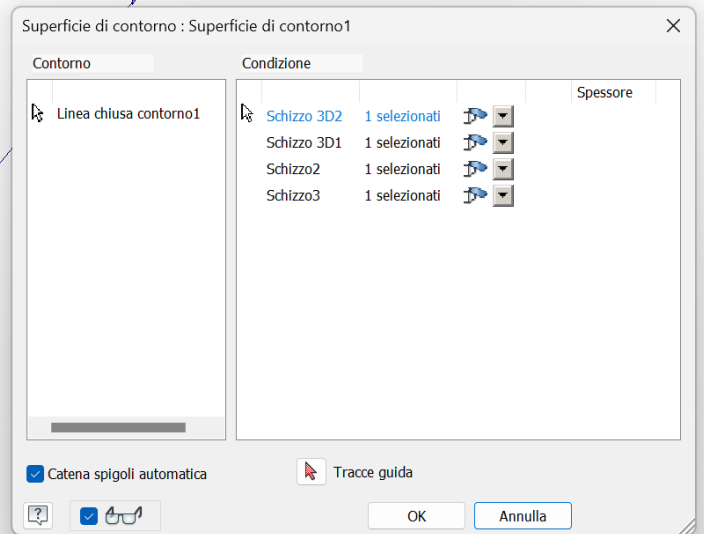 Superficie di contorno : Superficie di contorno1
Contorno
Condizione
Spessore
Linea chiusa contorno1
Schizzo 3D2 1 selezionati
Schizzo 3D1 1 selezionati
Schizzo2 1 selezionati
Schizzo3 1 selezionati
Catena spigoli automatica
Tracce guida
?
OK
Annulla